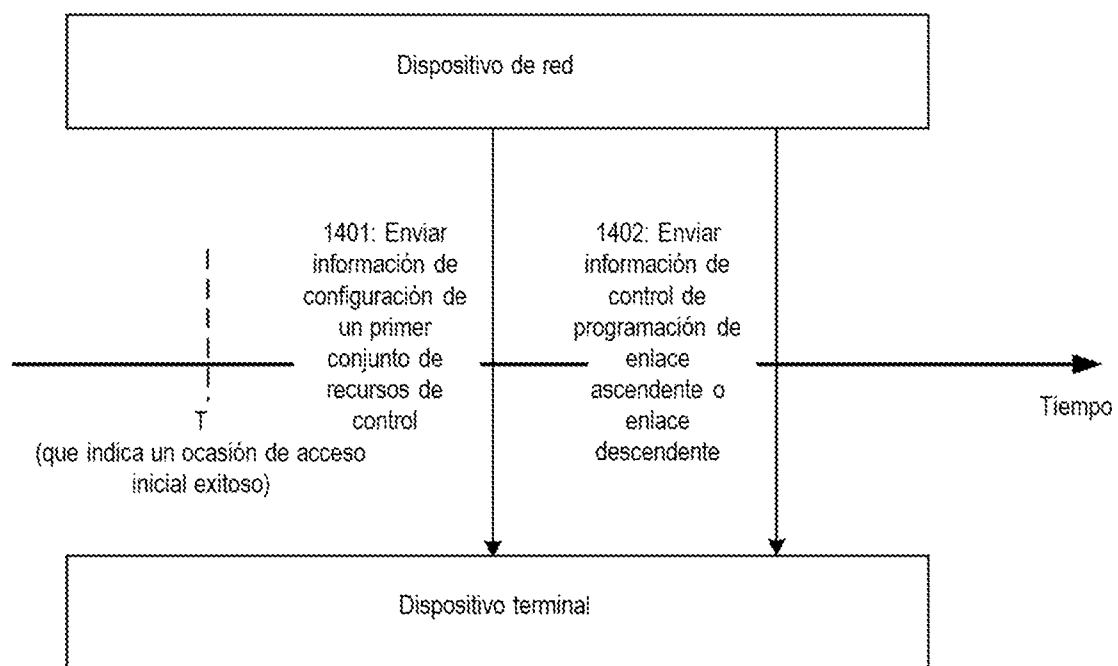 Dispositivo de red
1401: Enviar
información de
configuración de
un primer
conjunto de
recursos de
control
1402: Enviar
información de
control de
programación de
enlace
ascendente o
enlace
descendente
Tiempo
T
(que indica un ocasión de acceso
inicial exitoso)
Dispositivo terminal